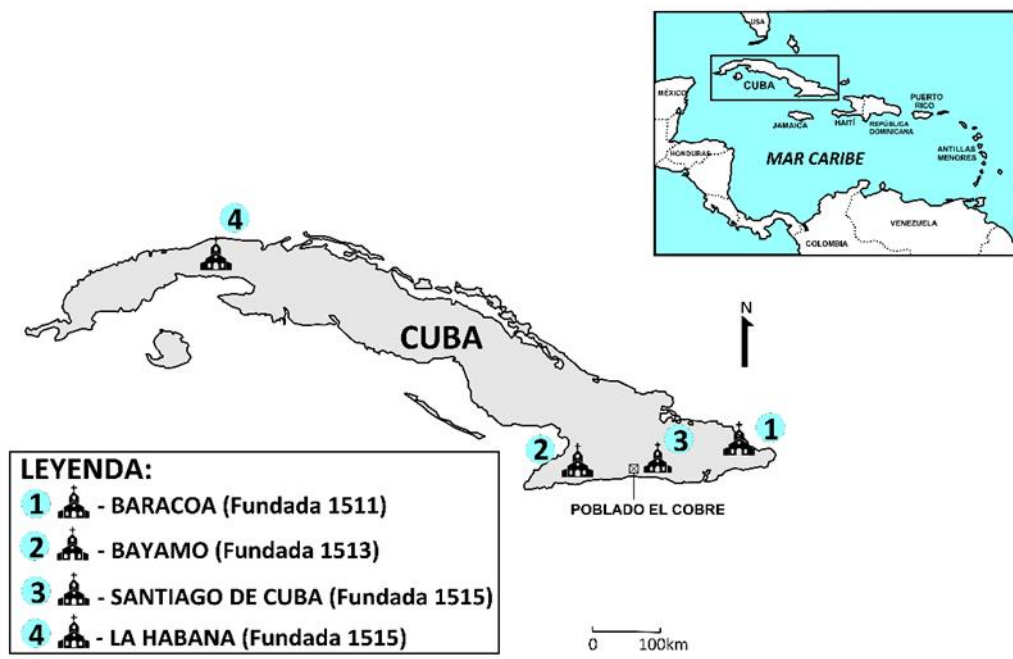 USA
MÉXICO
CUBA
JAMAICA
HAITÍ
REPÚBLICA
DOMINICANA
PUERTO
RICO
HONDURAS
MAR CARIBE
ANTILLAS
MENORES
COLOMBIA
VENEZUELA
4
N
CUBA
1
3
2
POBLADO EL COBRE
LEYENDA:
1 - BARACOA (Fundada 1511)
2 - BAYAMO (Fundada 1513)
3 - SANTIAGO DE CUBA (Fundada 1515)
4 - LA HABANA (Fundada 1515)
0 100km